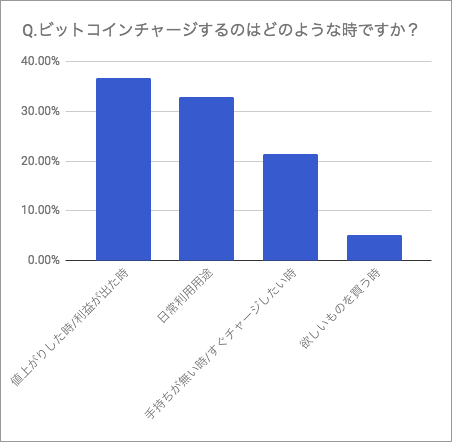 Q.ビットコインチャージするのはどのような時ですか？
40.00%
30.00%
20.00%
10.00%
0.00%
値上がりした時/利益が出た時
日常利用用途
手持ちが無い時/すぐチャージしたい時
欲しいものを買う時